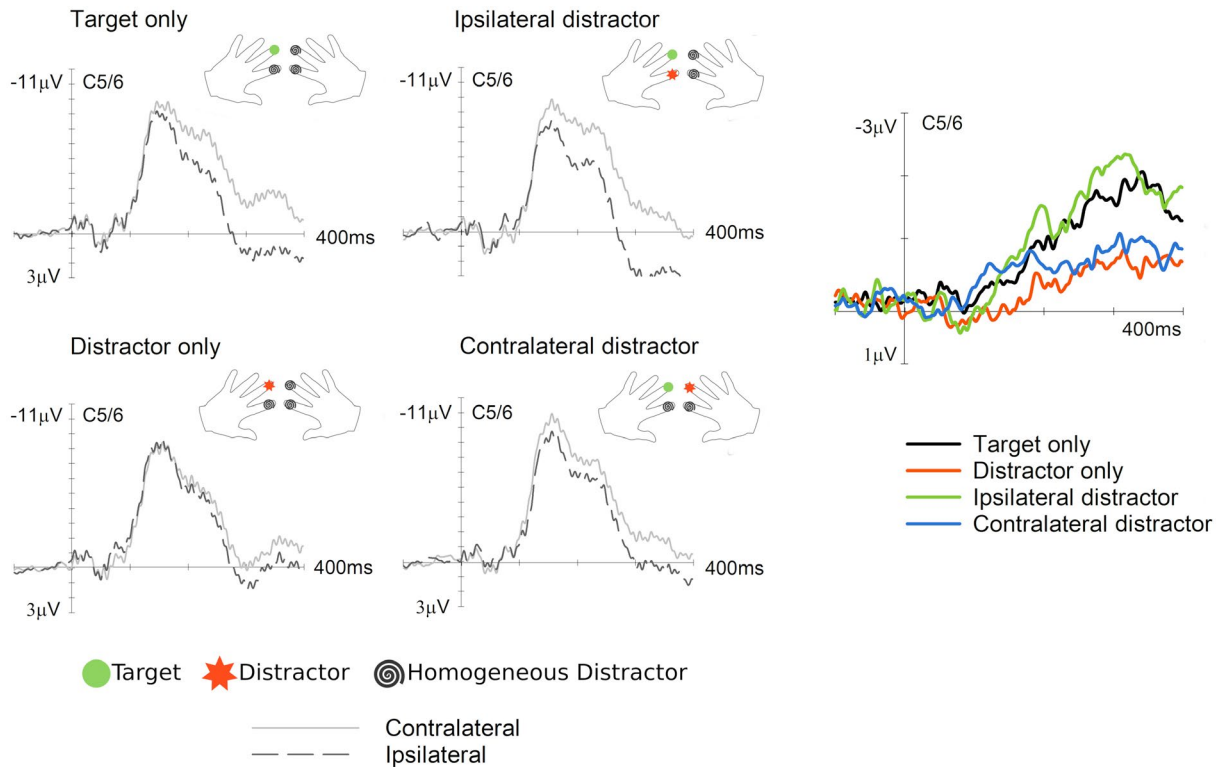 Target only
-11μV C5/6
400ms
3μV
Ipsilateral distractor
-11μV C5/6
400ms
3μV
Distractor only
-11μV C5/6
400ms
3μV
Contralateral distractor
-11μV C5/6
400ms
3μV
-3μV C5/6
400ms
1μV
Target only
Distractor only
Ipsilateral distractor
Contralateral distractor
Target Distractor Homogeneous Distractor
Contralateral
Ipsilateral